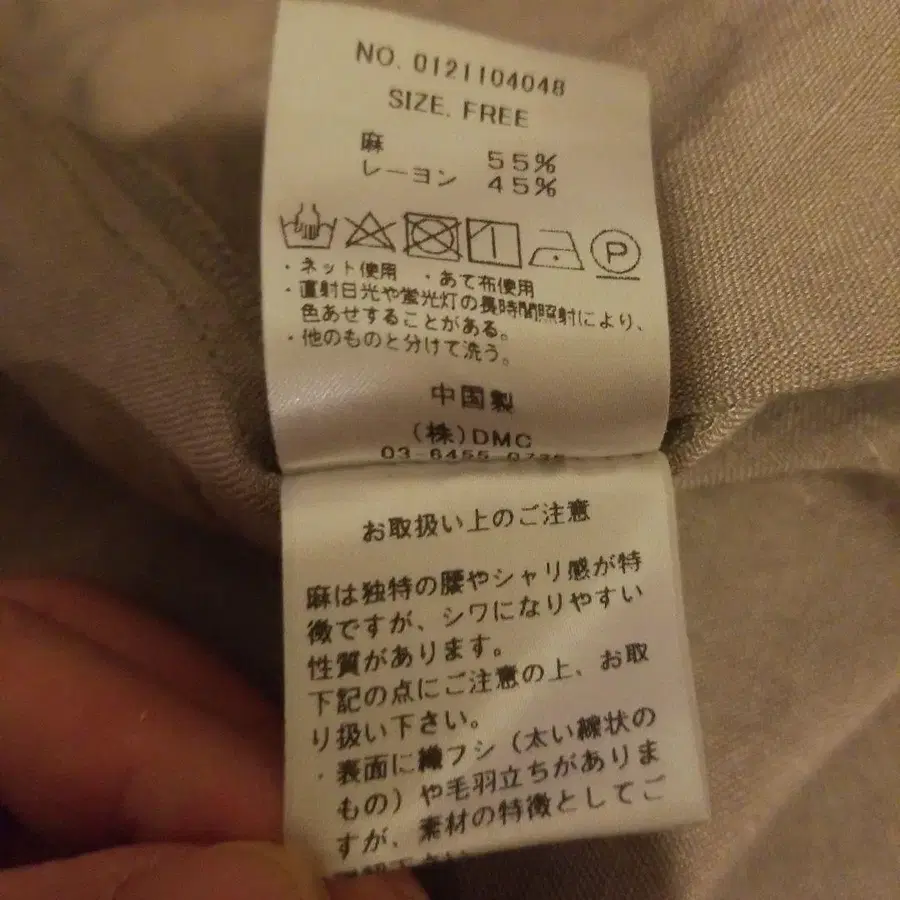 NO. 0121104048
SIZE. FREE
麻 55%
レーヨン 45%
・ネット使用 ・あて布使用
・直射日光や蛍光灯の長時間照射により、
色あせすることがある。
・他のものと分けて洗う。
中国製
(株)DMC
03-6455-
お取扱い上のご注意
麻は独特の腰やシャリ感が特
徴ですが、シワになりやすい
性質があります。
下記の点にご注意の上、お取
り扱い下さい。
・表面に織フシ(太い線状の
もの)や毛羽立ちがありま
すが、素材の特徴としてご